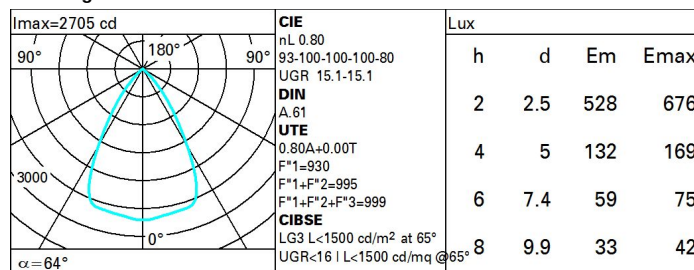 Imax=2705 cd
90°
180°
90°
3000
0°
α=64°
CIE
nL 0.80
93-100-100-100-80
UGR 15.1-15.1
DIN
A.61
UTE
0.80A+0.00T
F"1=930
F"1+F"2=995
F"1+F"2+F"3=999
CIBSE
LG3 L<1500 cd/m² at 65°
UGR<16 | L<1500 cd/mq @65°
Lux
h d Em Emax
2 2.5 528 676
4 5 132 169
6 7.4 59 75
8 9.9 33 42